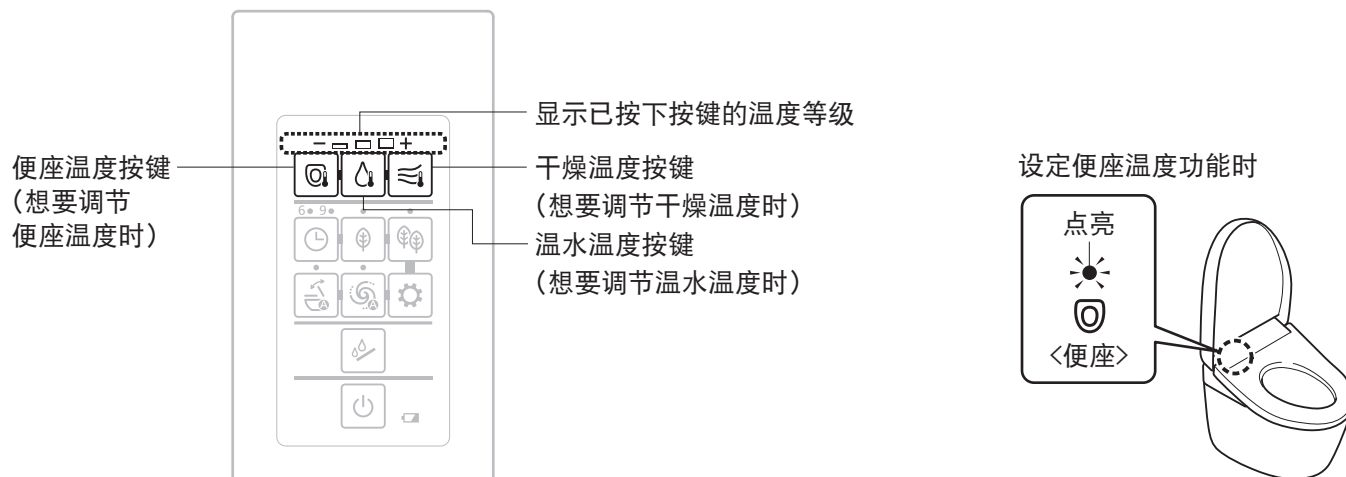 显示已按下按键的温度等级
便座温度按键
（想要调节
便座温度时）
干燥温度按键
（想要调节干燥温度时）
温水温度按键
（想要调节温水温度时）
− +
6 9
A A
设定便座温度功能时
点亮
<便座>